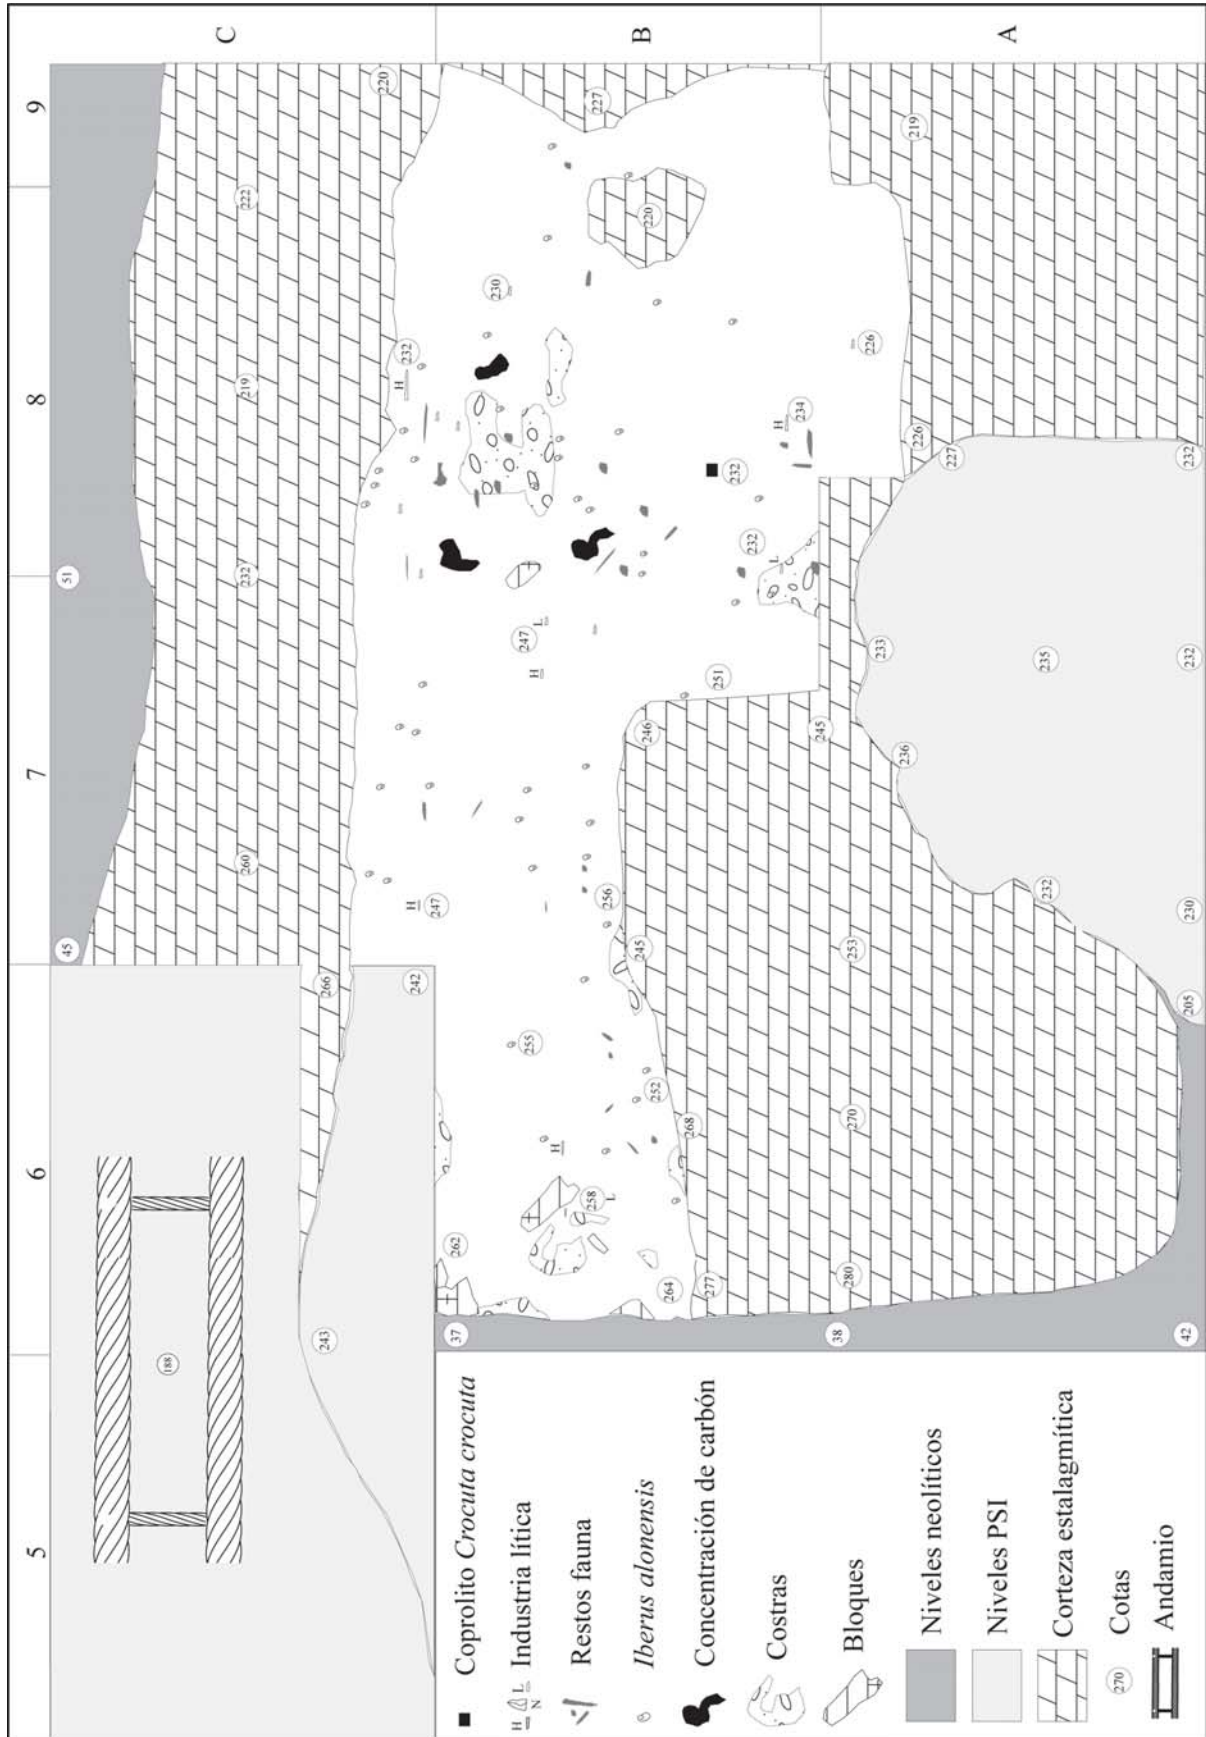 5
6
7
8
9
C
B
A
45
51
188
243
266
242
260
232
219
222
220
232
H
247
H
230
227
220
37
262
258
L
H
255
252
264
277
268
245
256
246
247
L
H
251
232
L
232
234
H
226
226
219
38
280
270
253
245
236
233
227
42
205
230
232
235
232
232
Coprolito Crocuta crocuta
H N L Industria lítica
Restos fauna
Iberus alonensis
Concentración de carbón
Costras
Bloques
Niveles neolíticos
Niveles PSI
Corteza estalagmítica
270 Cotas
Andamio